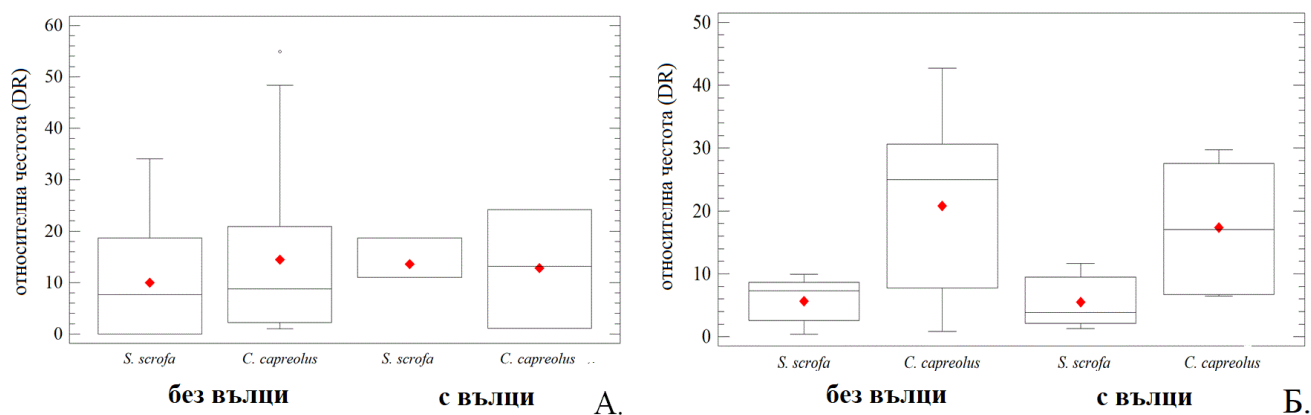 относителна честота (DR)
60
50
40
30
20
10
0
S. scrofa C. capreolus S. scrofa C. capreolus ..
без вълци с вълци
А.
относителна честота (DR)
50
40
30
20
10
0
S. scrofa C. capreolus S. scrofa C. capreolus
без вълци с вълци
Б.